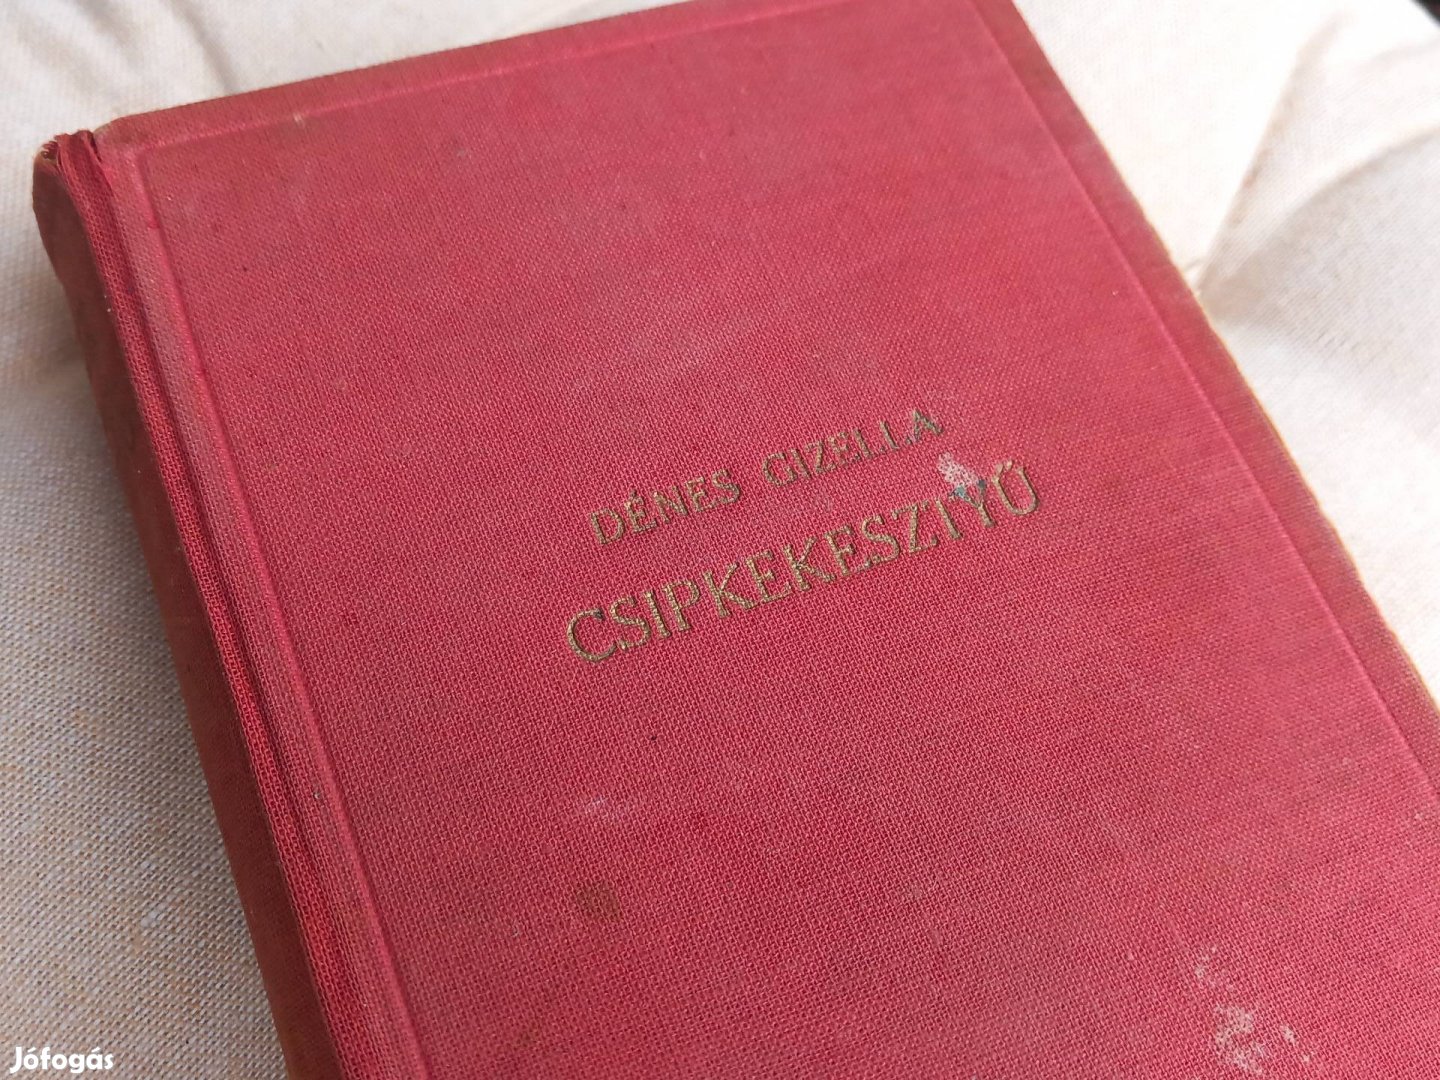 DÉNES GIZELLA
CSIPKEKESZTYŰ
Jófogás